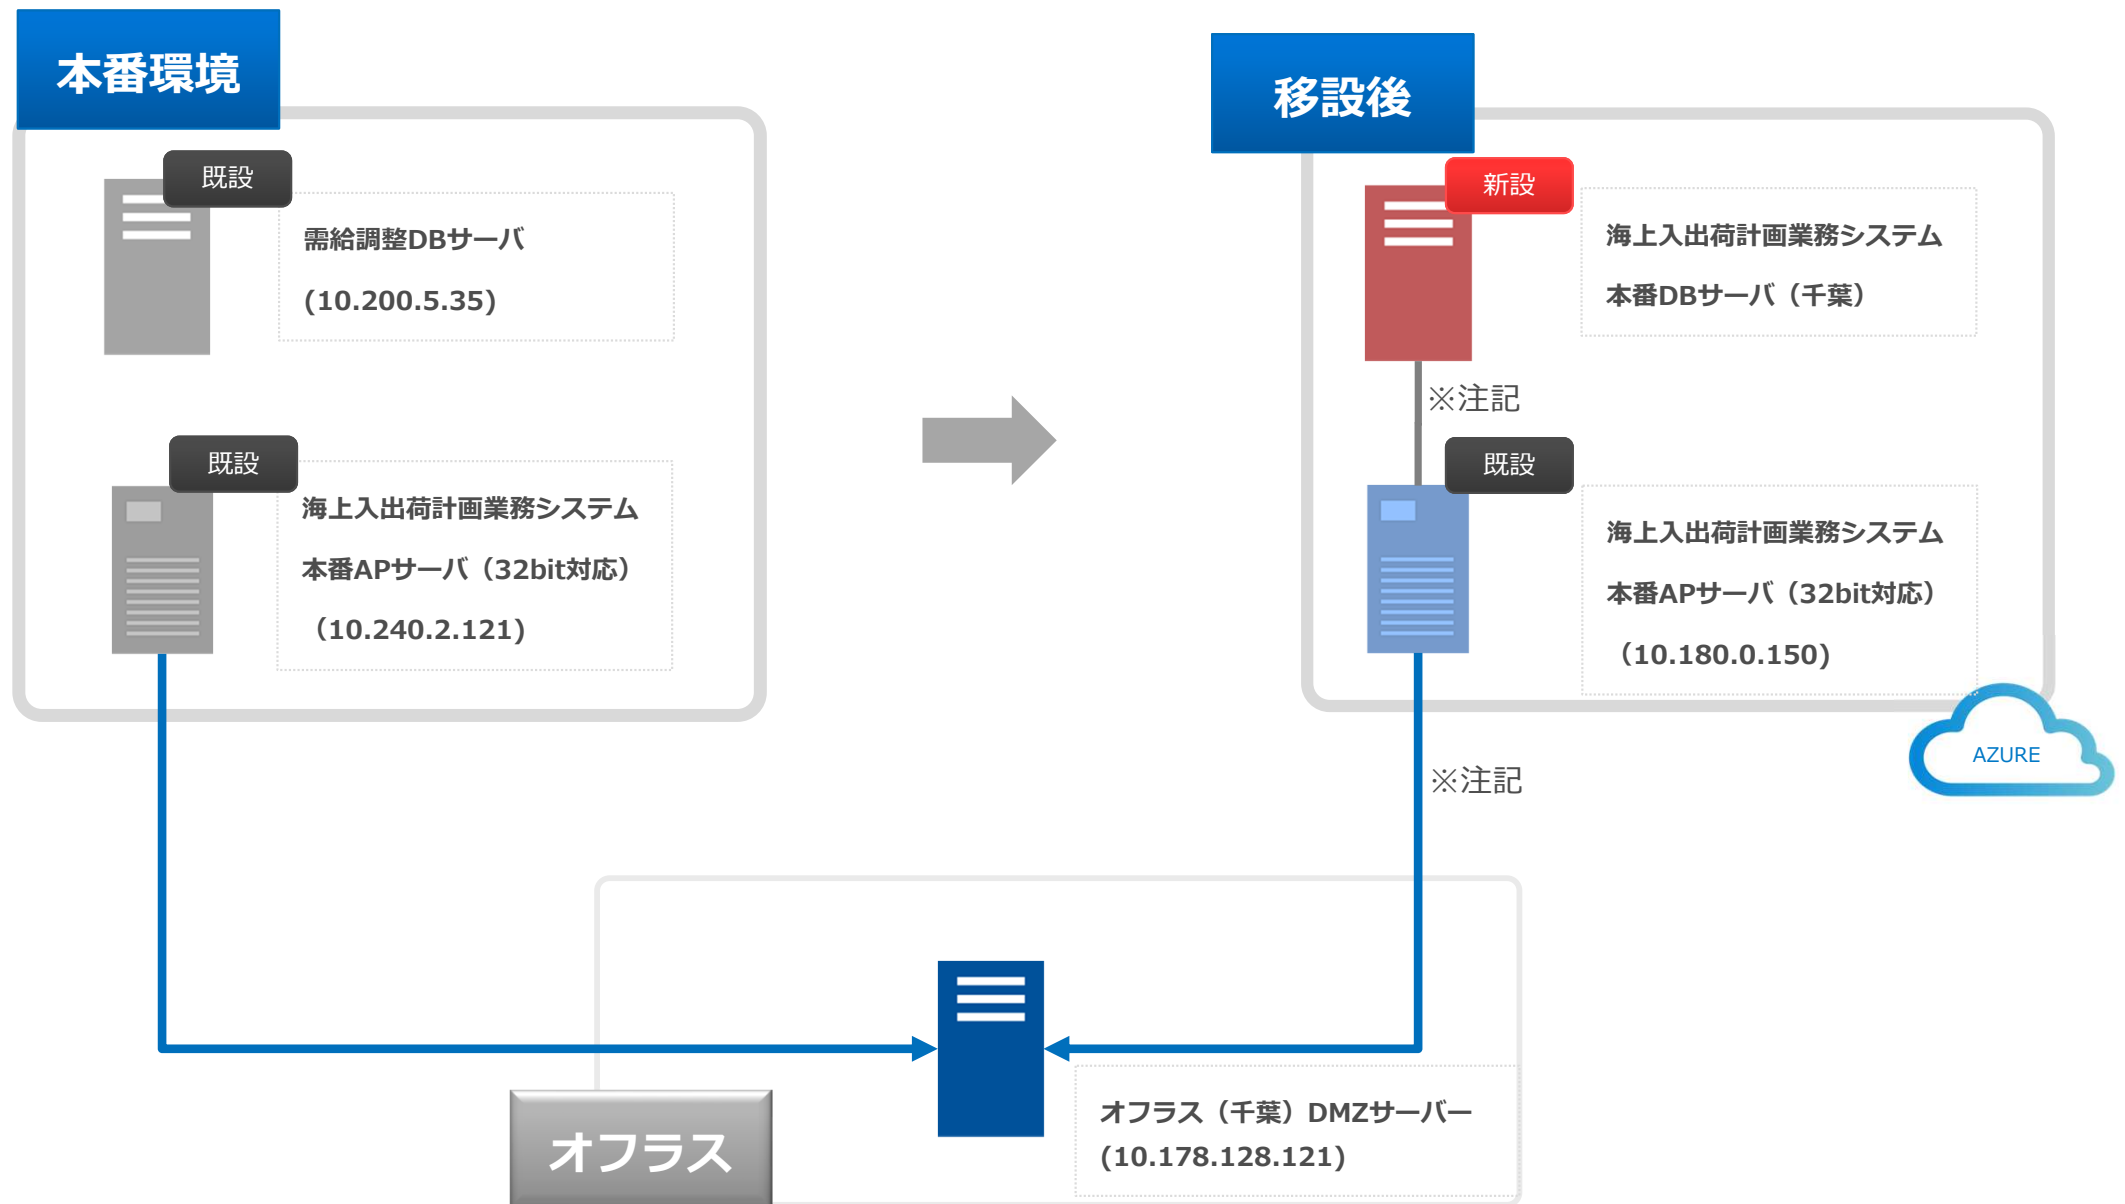 本番環境
既設
需給調整DBサーバ
(10.200.5.35)
既設
海上入出荷計画業務システム
本番APサーバ（32bit対応）
（10.240.2.121)
移設後
新設
海上入出荷計画業務システム
本番DBサーバ（千葉）
※注記
既設
海上入出荷計画業務システム
本番APサーバ（32bit対応）
（10.180.0.150)
AZURE
※注記
オフラス（千葉）DMZサーバー
(10.178.128.121)
オフラス